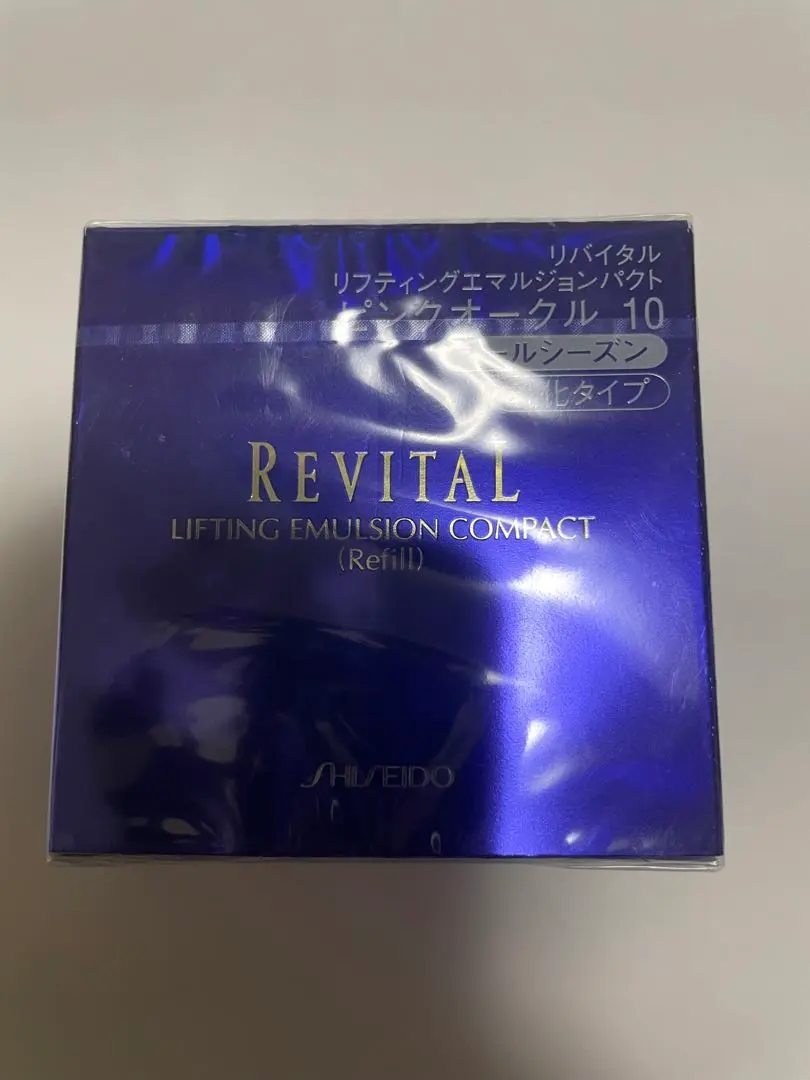 リバイタル
リフティングエマルジョンパクト
ピンクオークル 10
オールシーズン
乳化タイプ
REVITAL
LIFTING EMULSION COMPACT
(Refill)
SHISEIDO